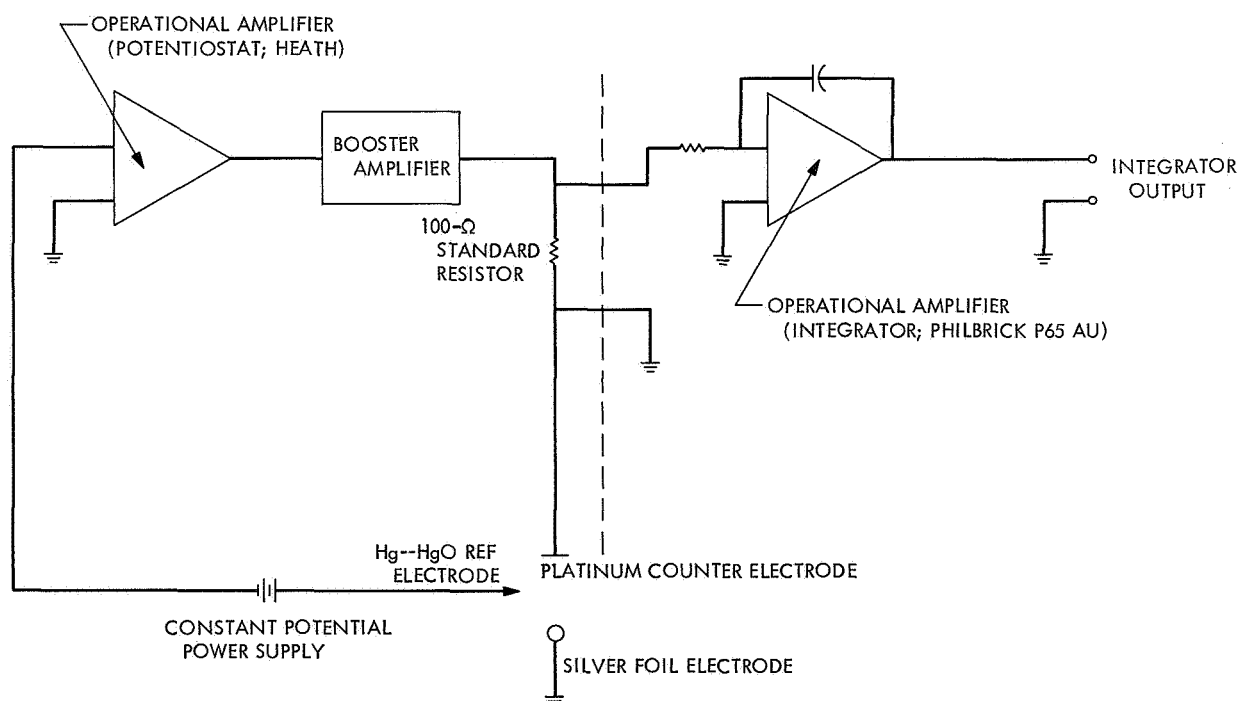 OPERATIONAL AMPLIFIER
(POTENTIOSTAT; HEATH)
BOOSTER
AMPLIFIER
100-Ω
STANDARD
RESISTOR
INTEGRATOR
OUTPUT
OPERATIONAL AMPLIFIER
(INTEGRATOR; PHILBRICK P65 AU)
Hg--HgO REF
ELECTRODE
PLATINUM COUNTER ELECTRODE
CONSTANT POTENTIAL
POWER SUPPLY
SILVER FOIL ELECTRODE